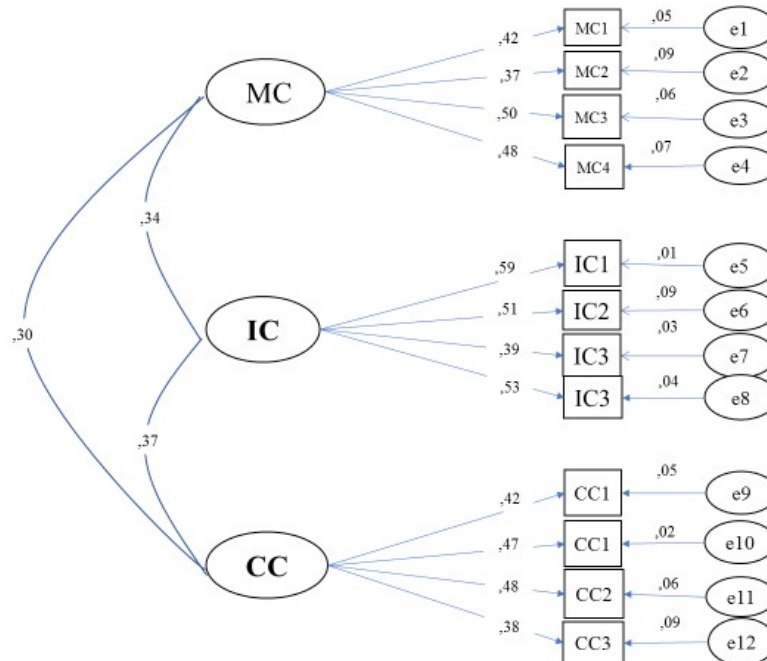 MC
,42
MC1
,05
e1
,37
MC2
,09
e2
,50
MC3
,06
e3
,48
MC4
,07
e4
,34
,30
IC
,59
IC1
,01
e5
,51
IC2
,09
e6
,39
IC3
,03
e7
,53
IC3
,04
e8
,37
CC
,42
CC1
,05
e9
,47
CC1
,02
e10
,48
CC2
,06
e11
,38
CC3
,09
e12